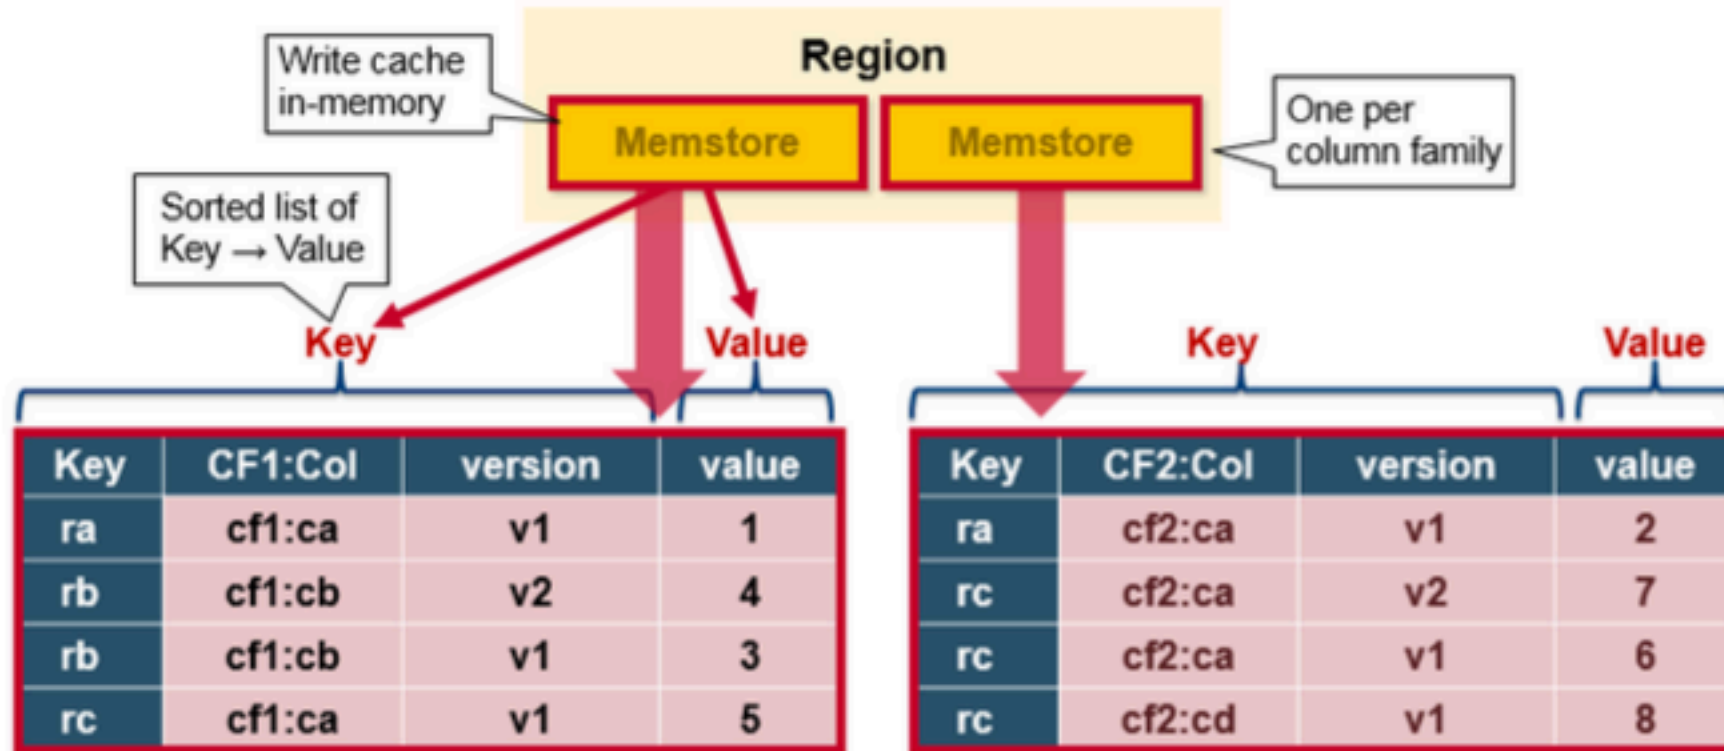 Region
Write cache
in-memory
Memstore
Memstore
One per
column family
Sorted list of
Key → Value
Key
Value
Key
Value
Key CF1:Col version value
ra cf1:ca v1 1
rb cf1:cb v2 4
rb cf1:cb v1 3
rc cf1:ca v1 5
Key CF2:Col version value
ra cf2:ca v1 2
rc cf2:ca v2 7
rc cf2:ca v1 6
rc cf2:cd v1 8